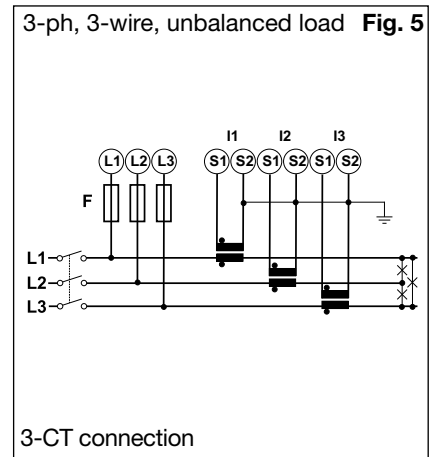 3-ph, 3-wire, unbalanced load Fig. 5
I1 I2 I3
L1 L2 L3 S1 S2 S1 S2 S1 S2
F
L1
L2
L3
3-CT connection